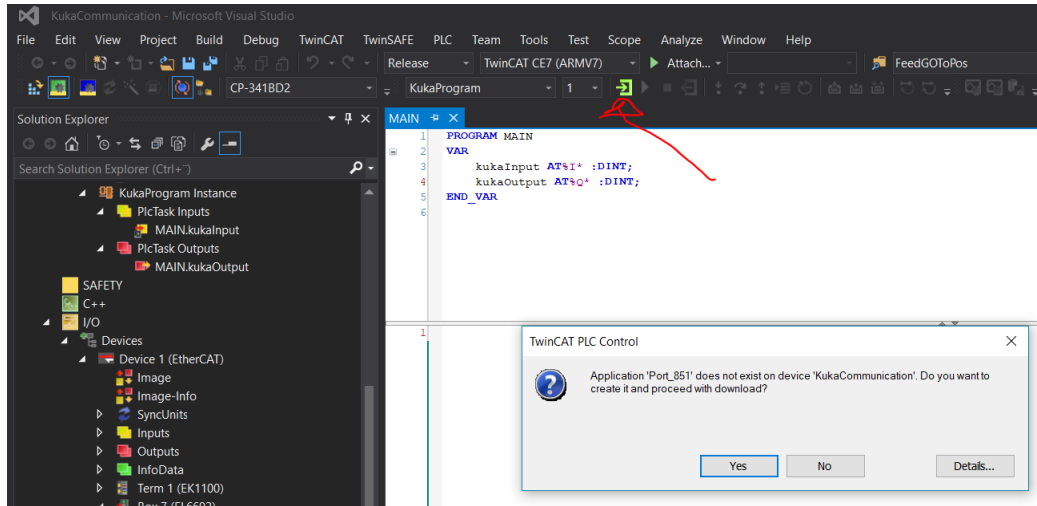 KukaCommunication - Microsoft Visual Studio
File Edit View Project Build Debug TwinCAT TwinSAFE PLC Team Tools Test Scope Analyze Window Help
Release TwinCAT CE7 (ARMV7) Attach... FeedGOToPos
CP-341BD2 KukaProgram 1
Solution Explorer
Search Solution Explorer (Ctrl+¨)
KukaProgram Instance
PlcTask Inputs
MAIN.kukaInput
PlcTask Outputs
MAIN.kukaOutput
SAFETY
C++
I/O
Devices
Device 1 (EtherCAT)
Image
Image-Info
SyncUnits
Inputs
Outputs
InfoData
Term 1 (EK1100)
Box 7 (EL6692)
MAIN
1 PROGRAM MAIN
2 VAR
3 kukaInput AT%I* :DINT;
4 kukaOutput AT%Q* :DINT;
5 END_VAR
6
1
TwinCAT PLC Control
Application 'Port_851' does not exist on device 'KukaCommunication'. Do you want to
create it and proceed with download?
Yes No Details...